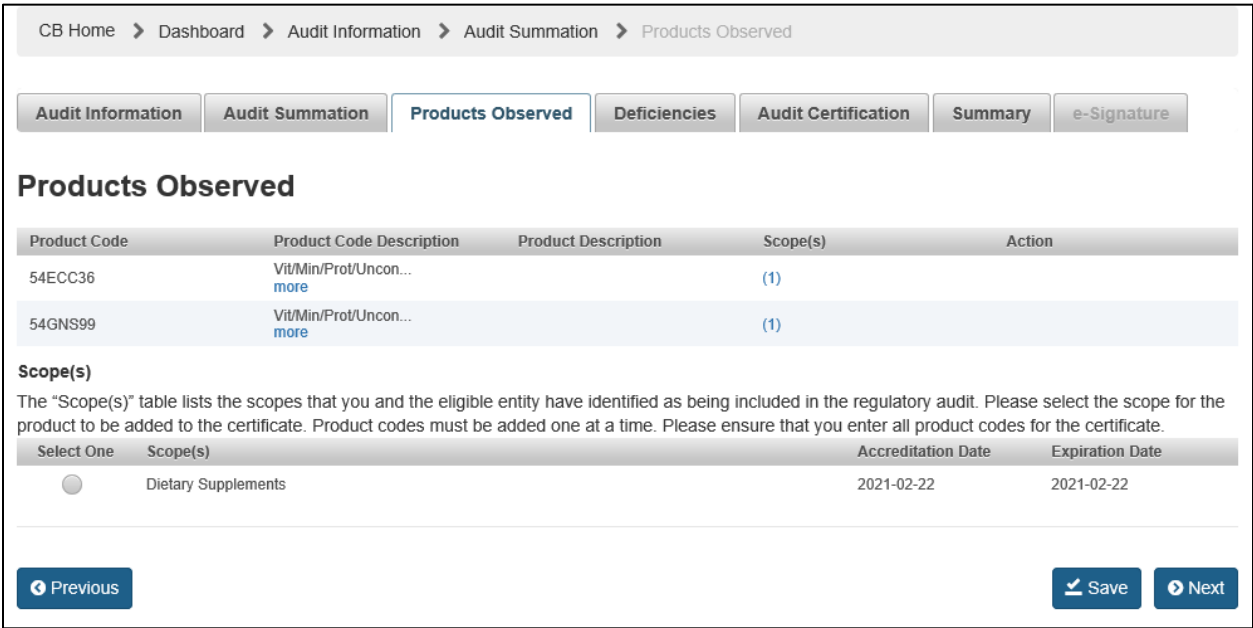 CB Home > Dashboard > Audit Information > Audit Summation > Products Observed
Audit Information Audit Summation Products Observed Deficiencies Audit Certification Summary e-Signature
Products Observed
Product Code Product Code Description Product Description Scope(s) Action
54ECC36 Vit/Min/Prot/Uncon... (1)
more
54GNS99 Vit/Min/Prot/Uncon... (1)
more
Scope(s)
The “Scope(s)” table lists the scopes that you and the eligible entity have identified as being included in the regulatory audit. Please select the scope for the
product to be added to the certificate. Product codes must be added one at a time. Please ensure that you enter all product codes for the certificate.
Select One Scope(s) Accreditation Date Expiration Date
Dietary Supplements 2021-02-22 2021-02-22
Previous Save Next